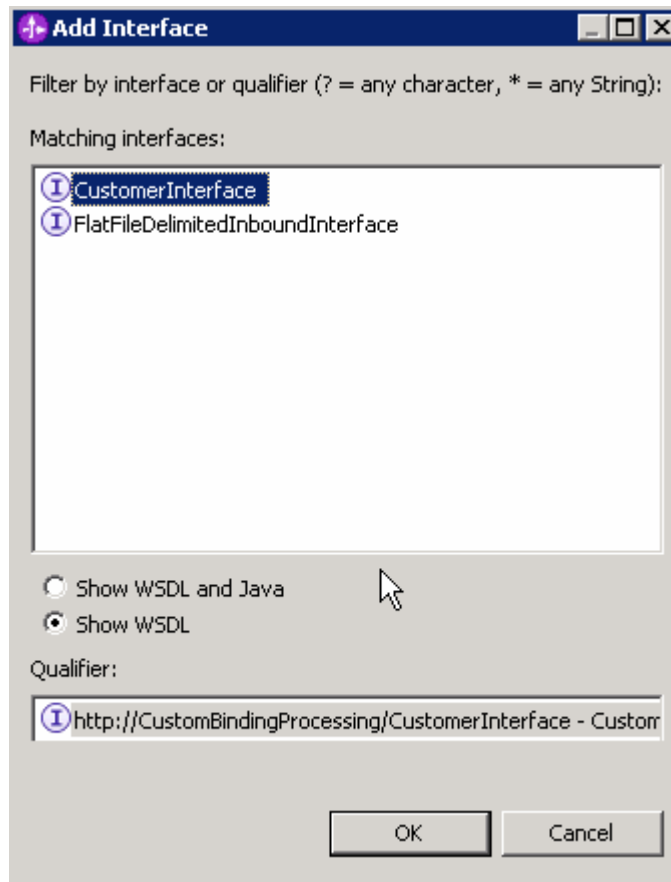 Add Interface
Filter by interface or qualifier (? = any character, * = any String):
Matching interfaces:
CustomerInterface
FlatFileDelimitedInboundInterface
Show WSDL and Java
Show WSDL
Qualifier:
http://CustomBindingProcessing/CustomerInterface - Custom
OK Cancel